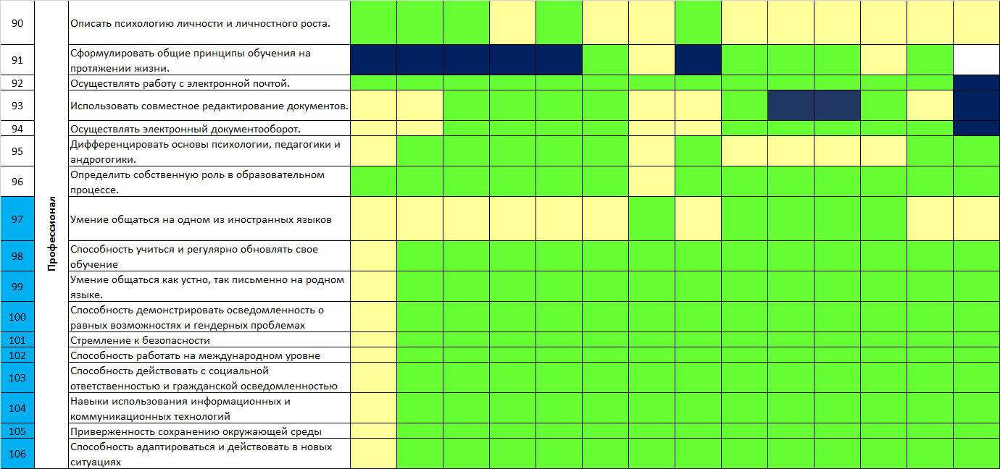 90
Описать психологию личности и личностного роста.
91
Сформулировать общие принципы обучения на
протяжении жизни.
92
Осуществлять работу с электронной почтой.
93
Использовать совместное редактирование документов.
94
Осуществлять электронный документооборот.
95
Дифференцировать основы психологии, педагогики и
андрогогики.
96
Определить собственную роль в образовательном
процессе.
Профессионал
97
Умение общаться на одном из иностранных языков
98
Способность учиться и регулярно обновлять свое
обучение
99
Умение общаться как устно, так письменно на родном
языке.
100
Способность демонстрировать осведомленность о
равных возможностях и гендерных проблемах
101
Стремление к безопасности
102
Способность работать на международном уровне
103
Способность действовать с социальной
ответственностью и гражданской осведомленностью
104
Навыки использования информационных и
коммуникационных технологий
105
Приверженность сохранению окружающей среды
106
Способность адаптироваться и действовать в новых
ситуациях